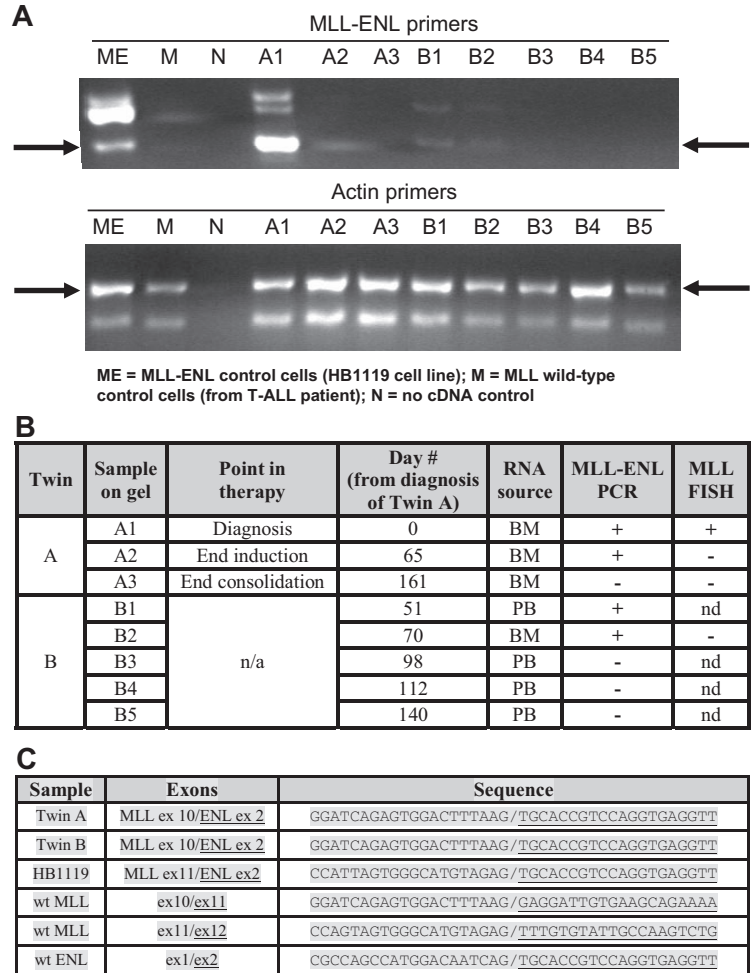 A
MLL-ENL primers
ME M N A1 A2 A3 B1 B2 B3 B4 B5
Actin primers
ME M N A1 A2 A3 B1 B2 B3 B4 B5
ME = MLL-ENL control cells (HB1119 cell line); M = MLL wild-type
control cells (from T-ALL patient); N = no cDNA control
B
Twin Sample on gel Point in therapy Day # (from diagnosis of Twin A) RNA source MLL-ENL PCR MLL FISH
A A1 Diagnosis 0 BM + +
A2 End induction 65 BM + -
A3 End consolidation 161 BM - -
B n/a B1 51 PB + nd
B2 70 BM + -
B3 98 PB - nd
B4 112 PB - nd
B5 140 PB - nd
C
Sample Exons Sequence
Twin A MLL ex 10/ENL ex 2 GGATCAGAGTGGACTTTAAG/TGCACCGTCCAGGTGAGGTT
Twin B MLL ex 10/ENL ex 2 GGATCAGAGTGGACTTTAAG/TGCACCGTCCAGGTGAGGTT
HB1119 MLL ex11/ENL ex2 CCATTAGTGGGCATGTAGAG/TGCACCGTCCAGGTGAGGTT
wt MLL ex10/ex11 GGATCAGAGTGGACTTTAAG/GAGGATTGTGAAGCAGAAAA
wt MLL ex11/ex12 CCAGTAGTGGGCATGTAGAG/TTTGTGTATTGCCAAGTCTG
wt ENL ex1/ex2 CGCCAGCCATGGACAATCAG/TGCACCGTCCAGGTGAGGTT